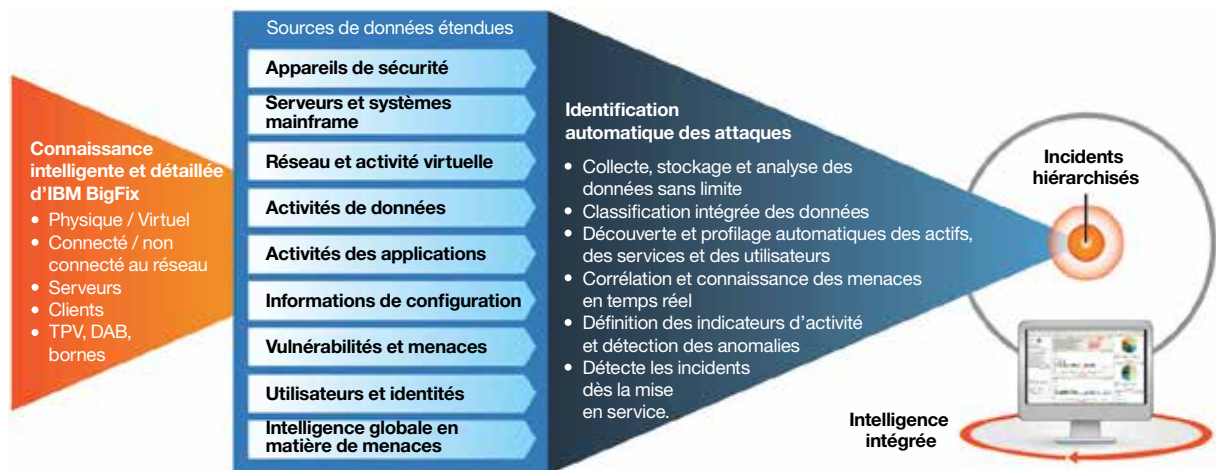 Sources de données étendues
Connaissance
intelligente et détaillée
d'IBM BigFix
• Physique / Virtuel
• Connecté / non
connecté au réseau
• Serveurs
• Clients
• TPV, DAB,
bornes
Appareils de sécurité
Serveurs et systèmes
mainframe
Réseau et activité virtuelle
Activités de données
Activités des applications
Informations de configuration
Vulnérabilités et menaces
Utilisateurs et identités
Intelligence globale en
matière de menaces
Identification
automatique des attaques
• Collecte, stockage et analyse des
données sans limite
• Classification intégrée des données
• Découverte et profilage automatiques des actifs,
des services et des utilisateurs
• Corrélation et connaissance des menaces
en temps réel
• Définition des indicateurs d'activité
et détection des anomalies
• Détecte les incidents
dès la mise
en service.
Incidents
hiérarchisés
Intelligence
intégrée